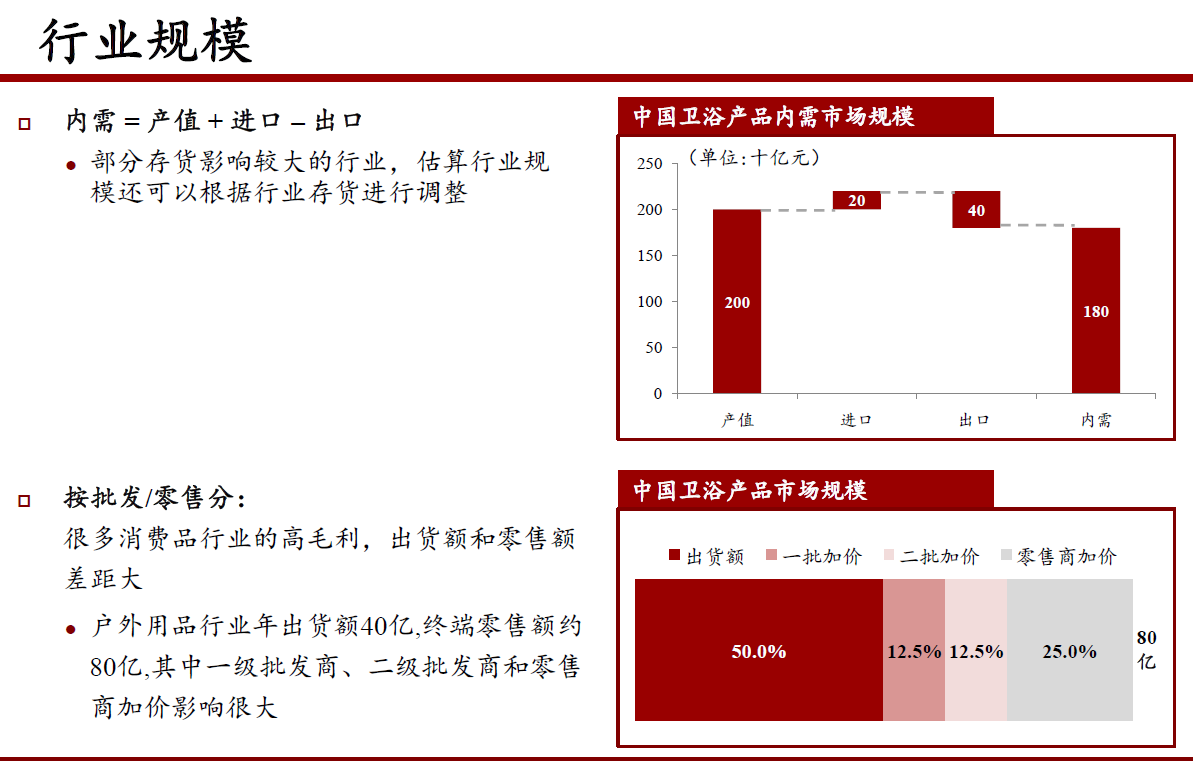 行业规模
内需 = 产值 + 进口 – 出口
部分存货影响较大的行业，估算行业规
模还可以根据行业存货进行调整
中国卫浴产品内需市场规模
（单位:十亿元）
250
200
150
100
50
0
200
20
40
180
产值 进口 出口 内需
按批发/零售分：
很多消费品行业的高毛利，出货额和零售额
差距大
户外用品行业年出货额40亿,终端零售额约
80亿,其中一级批发商、二级批发商和零售
商加价影响很大
中国卫浴产品市场规模
出货额 一批加价 二批加价 零售商加价
50.0% 12.5% 12.5% 25.0%
80
亿